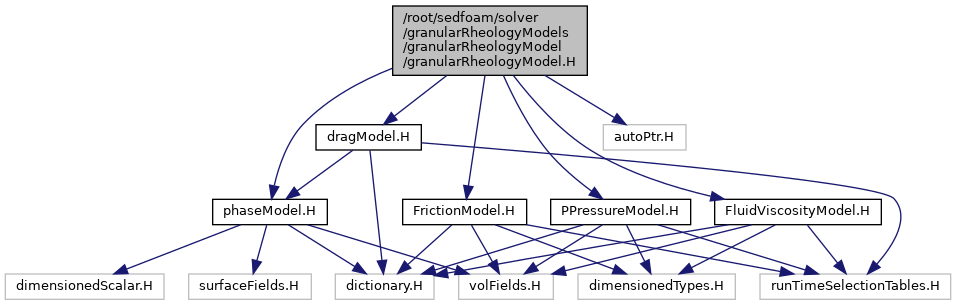 /root/sedfoam/solver
/granularRheologyModels
/granularRheologyModel
/granularRheologyModel.H
dragModel.H
autoPtr.H
phaseModel.H
FrictionModel.H
PPressureModel.H
FluidViscosityModel.H
dimensionedScalar.H
surfaceFields.H
dictionary.H
volFields.H
dimensionedTypes.H
runTimeSelectionTables.H